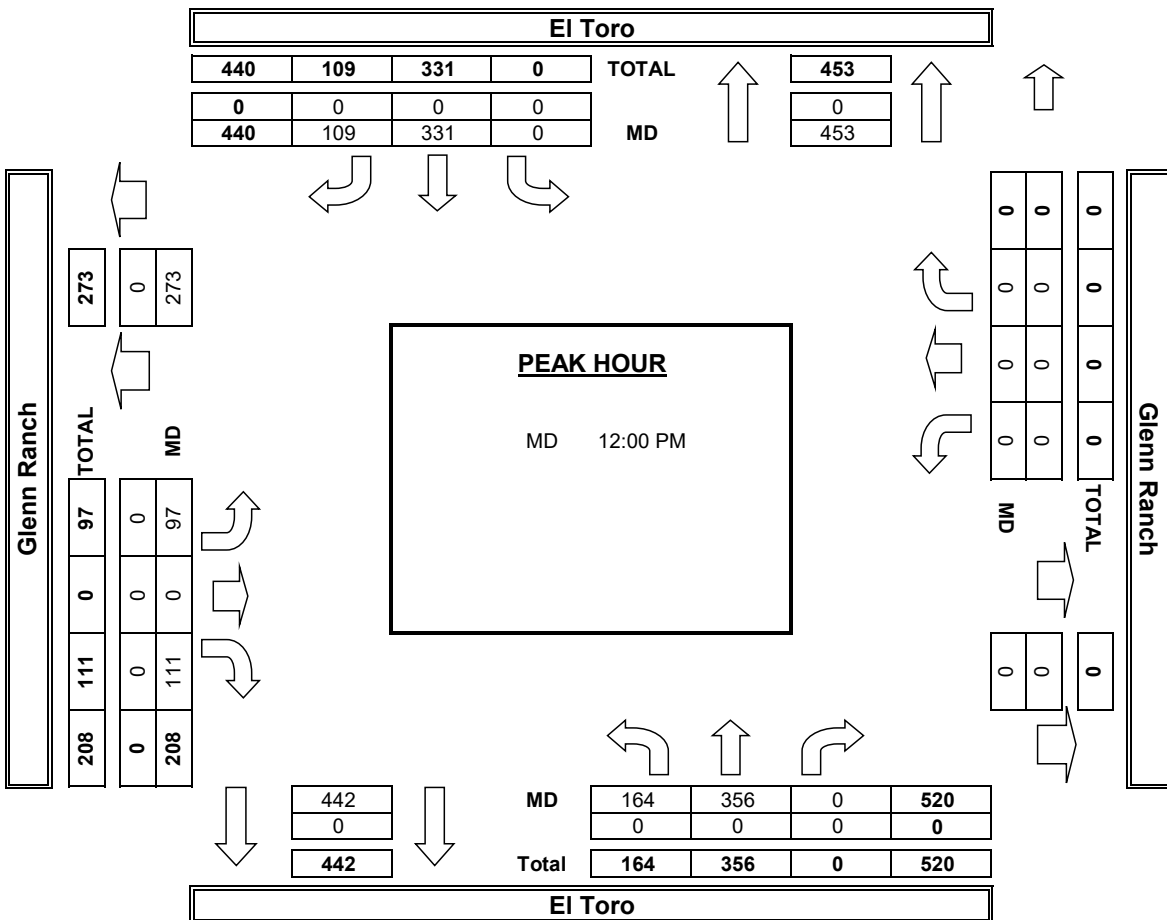 El Toro
440 109 331 0 TOTAL 453
0 0 0 0 0
440 109 331 0 MD 453
Glenn Ranch
273 0 273
TOTAL MD
97 0 97
0 0 0
111 0 111
208 0 208
PEAK HOUR
MD 12:00 PM
0 0 0
0 0 0
0 0 0
0 0 0
MD TOTAL
0 0 0
Glenn Ranch
442 MD 164 356 0 520
0 0 0 0 0
442 Total 164 356 0 520
El Toro